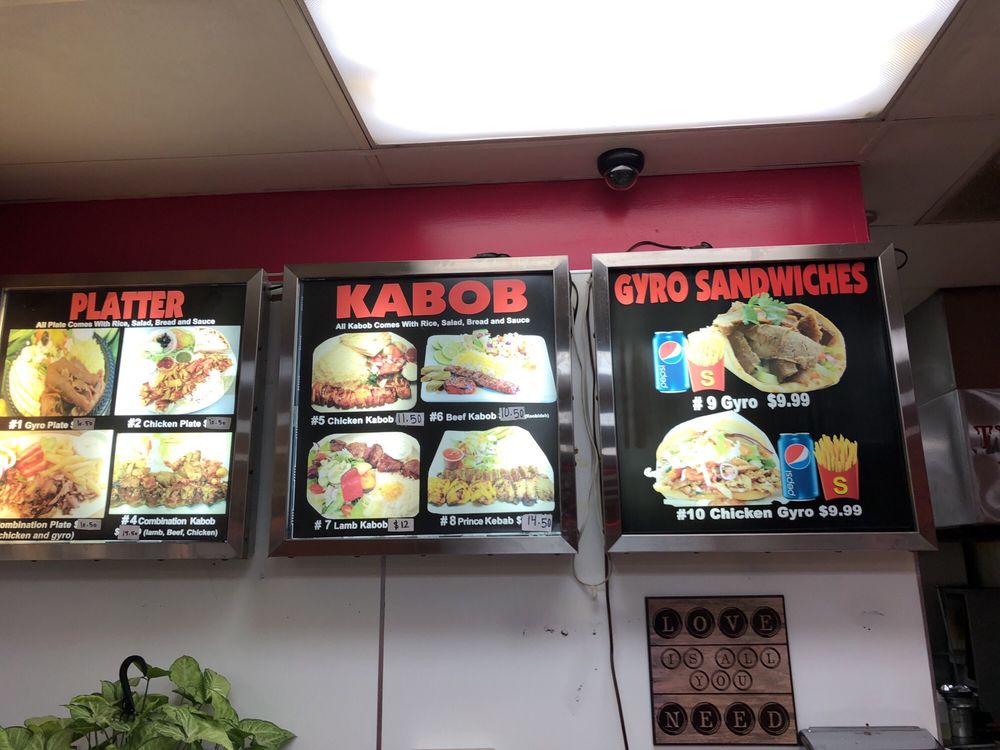 PLATTER
All Plate Comes With Rice, Salad, Bread and Sauce
#1 Gyro Plate $
#2 Chicken Plate $
ombination Plate $
chicken and gyro)
#4 Combination Kabob
$ (lamb, Beef, Chicken)
KABOB
All Kabob Comes With Rice, Salad, Bread and Sauce
#5 Chicken Kabob 11.50
#6 Beef Kabob 10.50 (Koobideh)
#7 Lamb Kabob $12
#8 Prince Kebab $ 14.50
GYRO SANDWICHES
pepsi
S
#9 Gyro $9.99
pepsi
S
#10 Chicken Gyro $9.99
LOVE
IS ALL
YOU
NEED